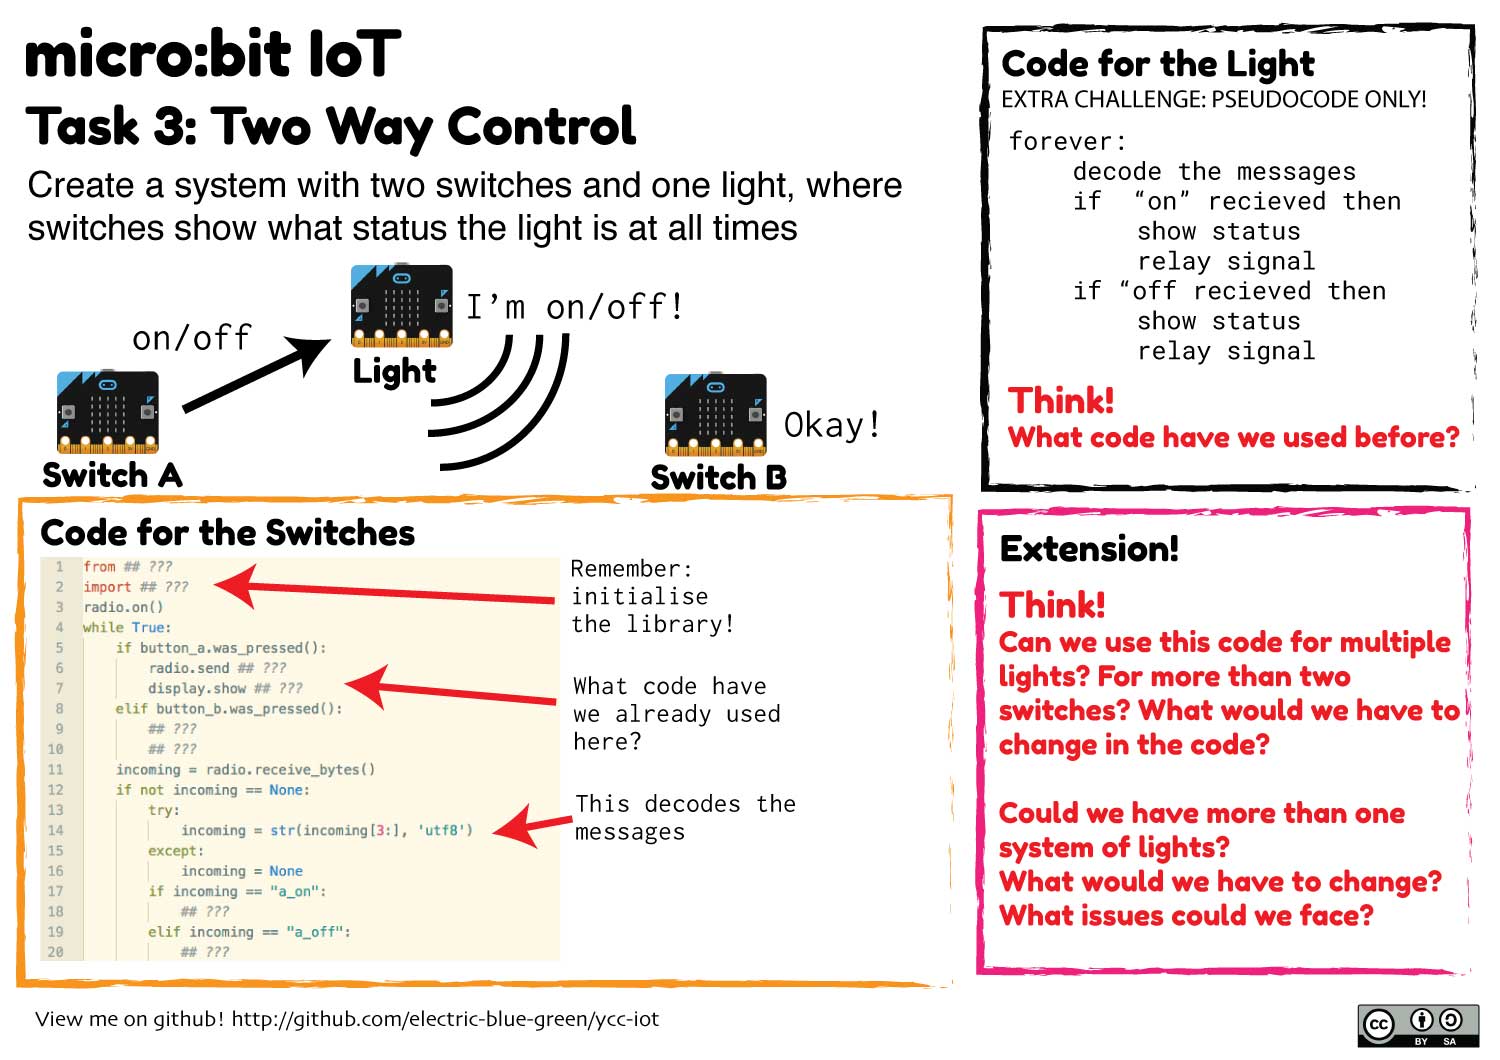 micro:bit IoT
Task 3: Two Way Control
Create a system with two switches and one light, where
switches show what status the light is at all times
on/off
I'm on/off!
Light
Okay!
Switch A
Switch B
Code for the Switches
1 from ## ???
2 import ## ???
3 radio.on()
4 while True:
5 if button_a.was_pressed():
6 radio.send ## ???
7 display.show ## ???
8 elif button_b.was_pressed():
9 ## ???
10 ## ???
11 incoming = radio.receive_bytes()
12 if not incoming == None:
13 try:
14 incoming = str(incoming[3:], 'utf8')
15 except:
16 incoming = None
17 if incoming == "a_on":
18 ## ???
19 elif incoming == "a_off":
20 ## ???
Remember:
initialise
the library!
What code have
we already used
here?
This decodes the
messages
Code for the Light
EXTRA CHALLENGE: PSEUDOCODE ONLY!
forever:
decode the messages
if “on” recieved then
show status
relay signal
if “off recieved then
show status
relay signal
Think!
What code have we used before?
Extension!
Think!
Can we use this code for multiple
lights? For more than two
switches? What would we have to
change in the code?
Could we have more than one
system of lights?
What would we have to change?
What issues could we face?
View me on github! http://github.com/electric-blue-green/ycc-iot
cc
BY SA